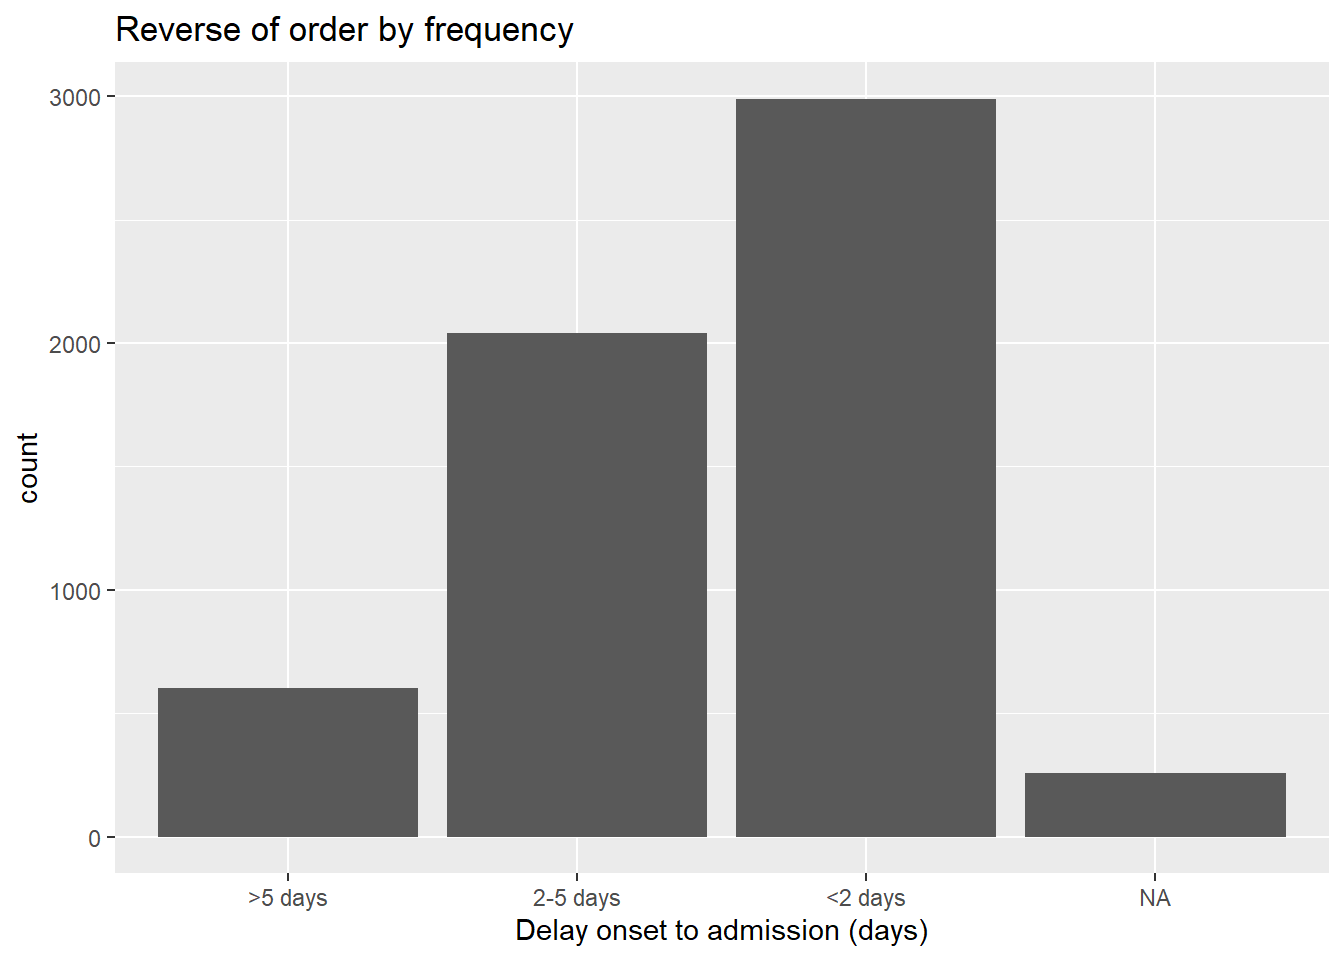 Reverse of order by frequency
3000
2000
1000
0
count
>5 days
2-5 days
<2 days
NA
Delay onset to admission (days)